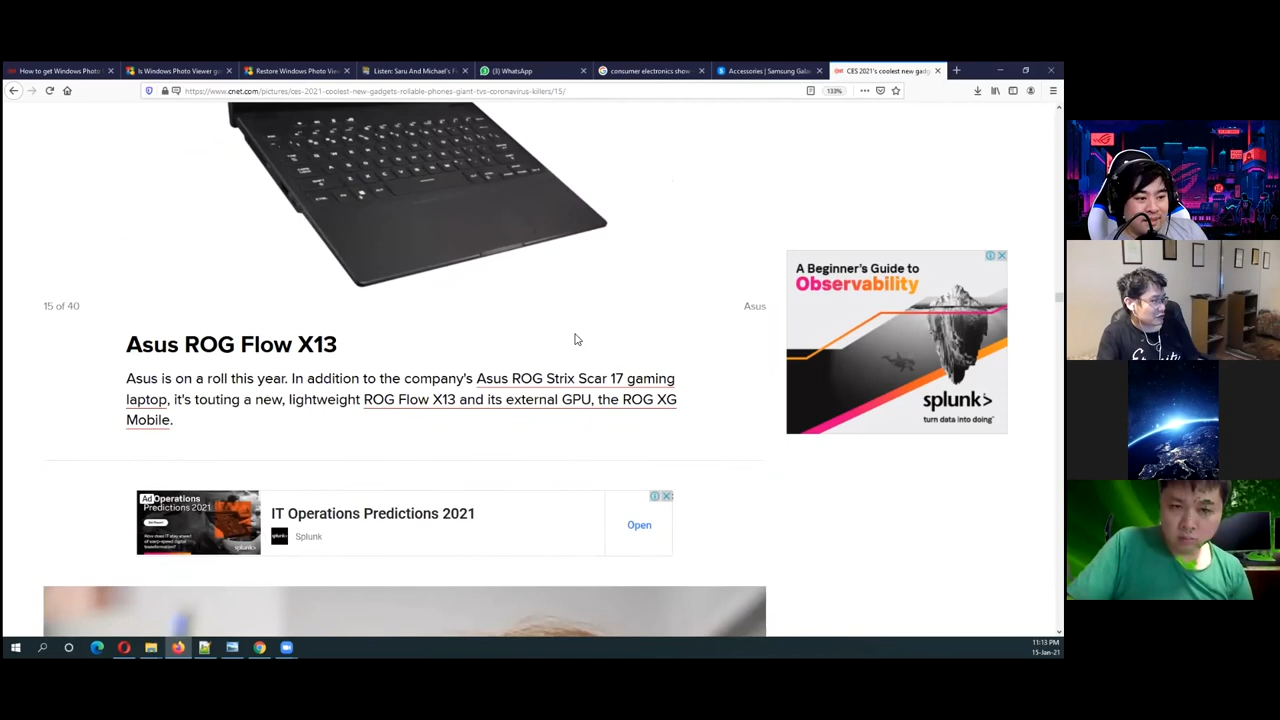 How to get Windows Photo
Is Windows Photo Viewer g
Restore Windows Photo Vie
Listen: Saru And Michael's F
(3) WhatsApp
consumer electronics show
Accessories | Samsung Gala
CES 2021's coolest new gadg
https://www.cnet.com/pictures/ces-2021-coolest-new-gadgets-rollable-phones-giant-tvs-coronavirus-killers/15/
133%
15 of 40
Asus
Asus ROG Flow X13
Asus is on a roll this year. In addition to the company's Asus ROG Strix Scar 17 gaming
laptop, it's touting a new, lightweight ROG Flow X13 and its external GPU, the ROG XG
Mobile.
A Beginner's Guide to
Observability
splunk>
turn data into doing
Ad
Operations
Predictions 2021
splunk>
IT Operations Predictions 2021
Splunk
Open
11:13 PM
15-Jan-21